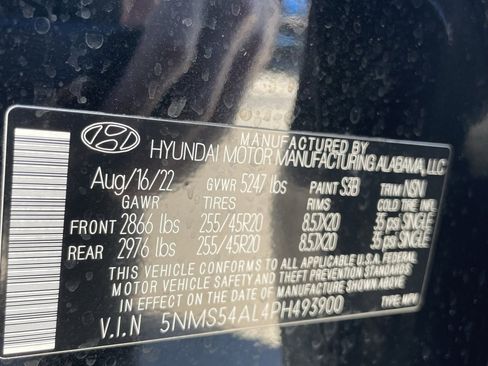 MANUFACTURED BY
HYUNDAI MOTOR MANUFACTURING ALABAMA, LLC
Aug/16/22 GVWR 5247 lbs PAINT S3B TRIM NSN
GAWR TIRES RIMS COLD TIRE INFL
FRONT 2866 lbs 255/45R20 8.5JX20 35 psi SINGLE
REAR 2976 lbs 255/45R20 8.5JX20 35 psi SINGLE
THIS VEHICLE CONFORMS TO ALL APPLICABLE U.S.A. FEDERAL
MOTOR VEHICLE SAFETY AND THEFT PREVENTION STANDARDS
IN EFFECT ON THE DATE OF MANUFACTURE SHOWN ABOVE.
V.I.N 5NMS54AL4PH493900 TYPE: MPV